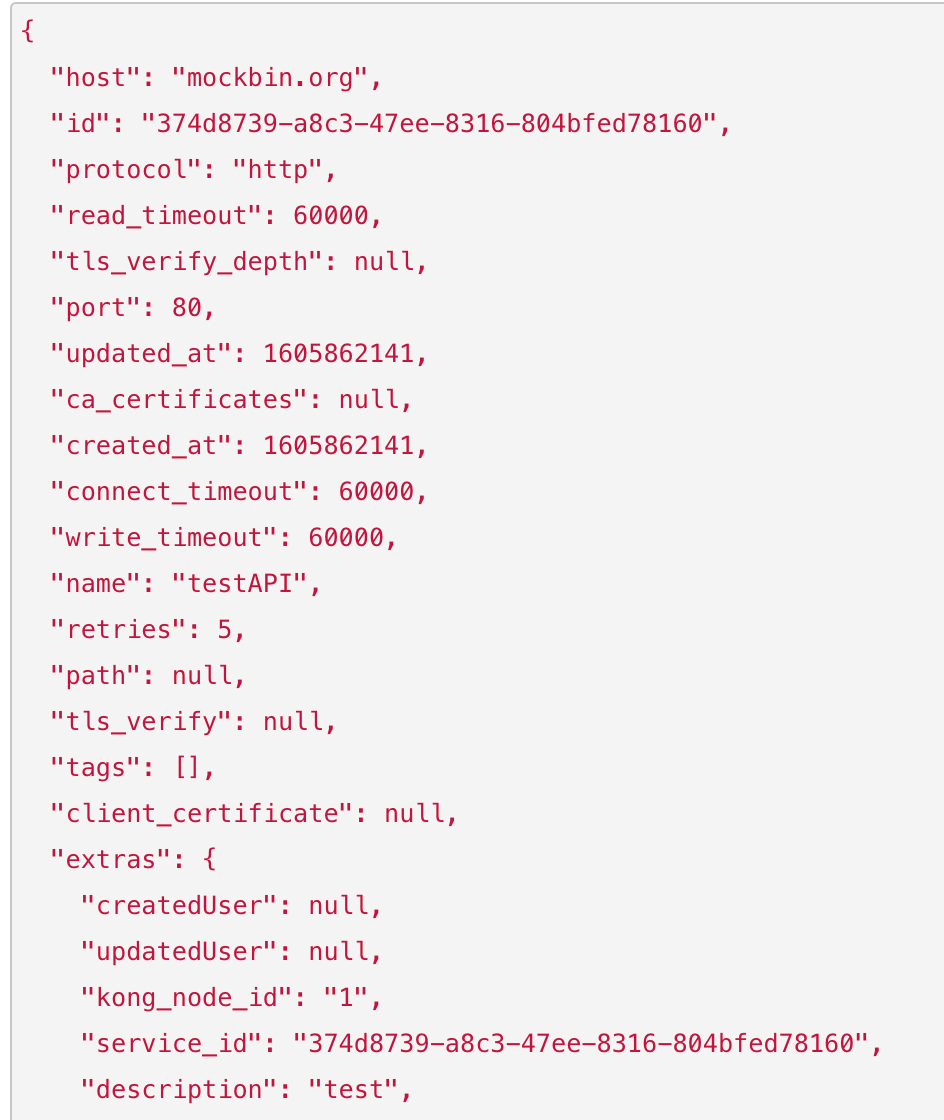 {
  "host": "mockbin.org",
  "id": "374d8739-a8c3-47ee-8316-804bfed78160",
  "protocol": "http",
  "read_timeout": 60000,
  "tls_verify_depth": null,
  "port": 80,
  "updated_at": 1605862141,
  "ca_certificates": null,
  "created_at": 1605862141,
  "connect_timeout": 60000,
  "write_timeout": 60000,
  "name": "testAPI",
  "retries": 5,
  "path": null,
  "tls_verify": null,
  "tags": [],
  "client_certificate": null,
  "extras": {
    "createdUser": null,
    "updatedUser": null,
    "kong_node_id": "1",
    "service_id": "374d8739-a8c3-47ee-8316-804bfed78160",
    "description": "test",